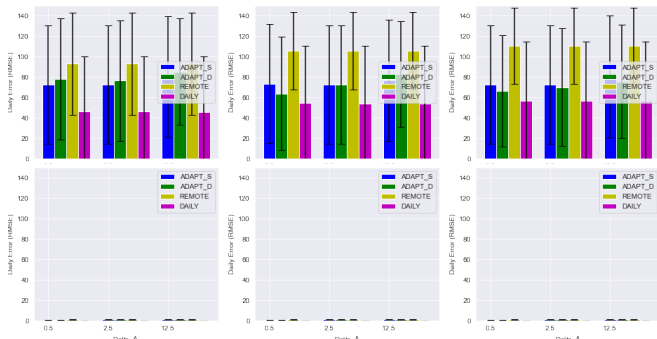 140 140 140
120 120 120
100 100 100
80 80 80
60 60 60
40 40 40
20 20 20
0 0 0
Daily Error (RMSE) Daily Error (RMSE) Daily Error (RMSE)
ADAPT_S ADAPT_S ADAPT_S
ADAPT_D ADAPT_D ADAPT_D
REMOTE REMOTE REMOTE
DAILY DAILY DAILY
140 140 140
120 120 120
100 100 100
80 80 80
60 60 60
40 40 40
20 20 20
0 0 0
Daily Error (RMSE) Daily Error (RMSE) Daily Error (RMSE)
ADAPT_S ADAPT_S ADAPT_S
ADAPT_D ADAPT_D ADAPT_D
REMOTE REMOTE REMOTE
DAILY DAILY DAILY
0.5 2.5 12.5 0.5 2.5 12.5 0.5 2.5 12.5